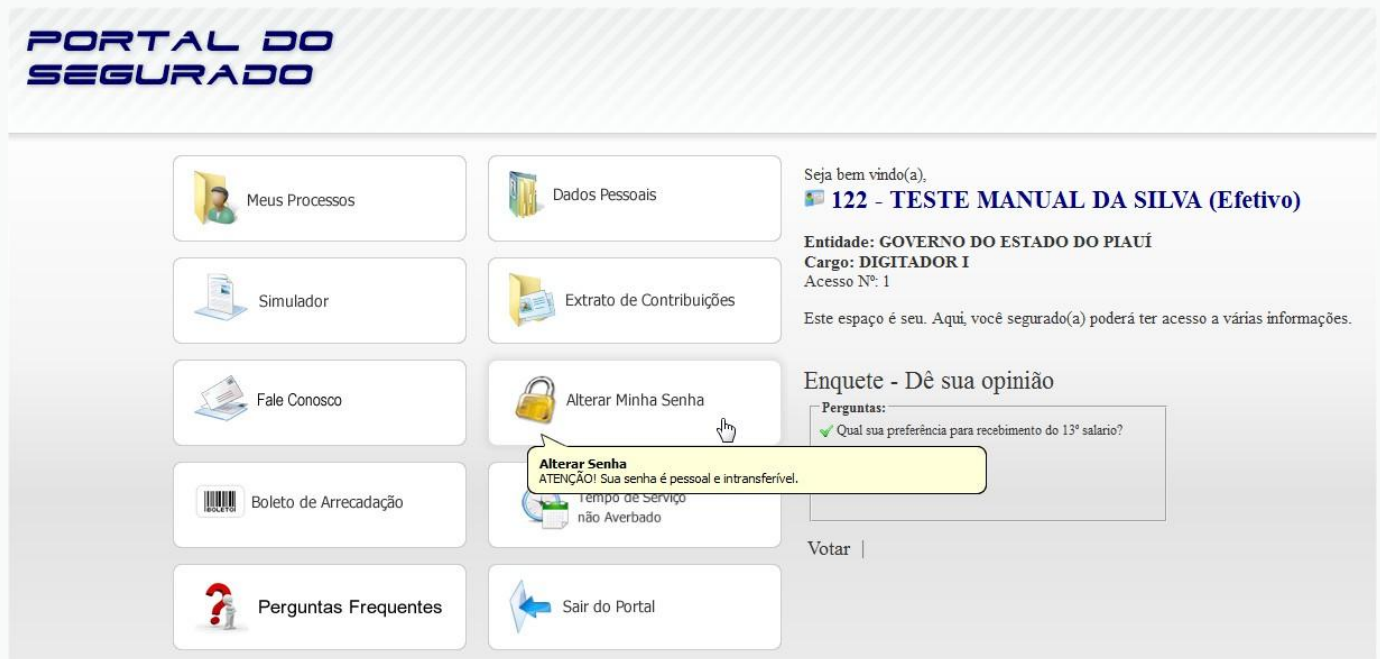 PORTAL DO
SEGURADO
Meus Processos
Dados Pessoais
Simulador
Extrato de Contribuições
Fale Conosco
Alterar Minha Senha
Alterar Senha
ATENÇÃO! Sua senha é pessoal e intransferível.
BOLETO
Boleto de Arrecadação
Tempo de Serviço
não Averbado
Perguntas Frequentes
Sair do Portal
Seja bem vindo(a),
122 - TESTE MANUAL DA SILVA (Efetivo)
Entidade: GOVERNO DO ESTADO DO PIAUÍ
Cargo: DIGITADOR I
Acesso Nº: 1
Este espaço é seu. Aqui, você segurado(a) poderá ter acesso a várias informações.
Enquete - Dê sua opinião
Perguntas:
Qual sua preferência para recebimento do 13º salario?
Votar |